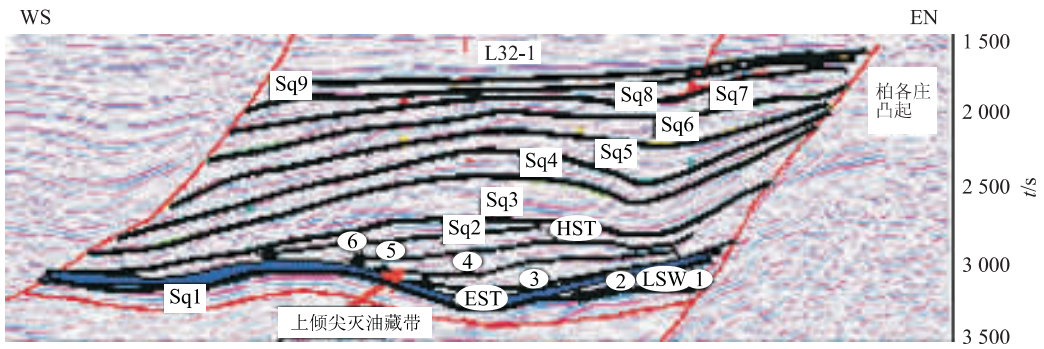 WS
EN
L32-1
1 500
2 000
2 500
3 000
3 500
t/s
柏各庄
凸起
Sq9
Sq8
Sq7
Sq6
Sq5
Sq4
Sq3
Sq2
HST
6
5
4
3
2
LSW
1
EST
Sq1
上倾尖灭油藏带